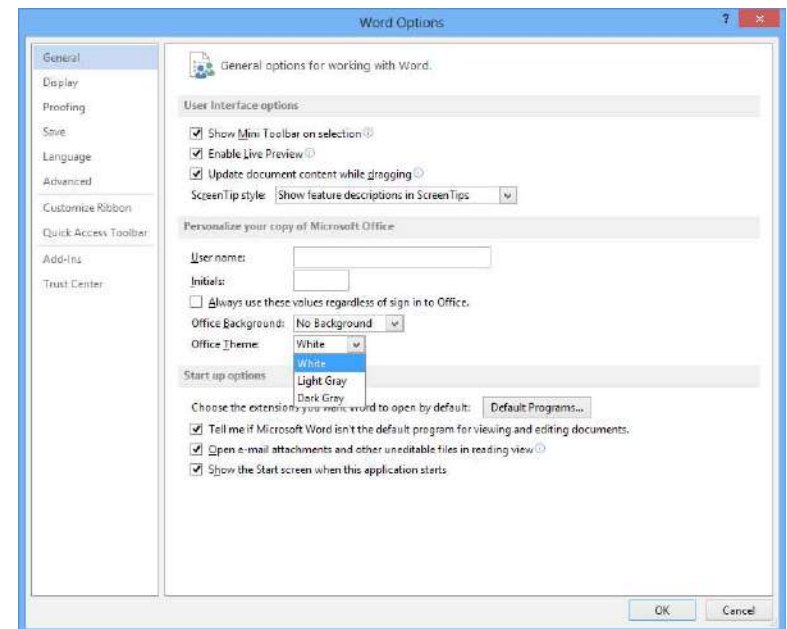 Word Options
?
General
Display
Proofing
Save
Language
Advanced
Customize Ribbon
Quick Access Toolbar
Add-Ins
Trust Center
General options for working with Word.
User Interface options
Show Mini Toolbar on selection
Enable Live Preview
Update document content while dragging
ScreenTip style: Show feature descriptions in ScreenTips
Personalize your copy of Microsoft Office
User name:
Initials:
Always use these values regardless of sign in to Office.
Office Background: No Background
Office Theme: White
White
Light Gray
Dark Gray
Start up options
Choose the extensions you want Word to open by default: Default Programs...
Tell me if Microsoft Word isn't the default program for viewing and editing documents.
Open e-mail attachments and other uneditable files in reading view
Show the Start screen when this application starts
OK Cancel